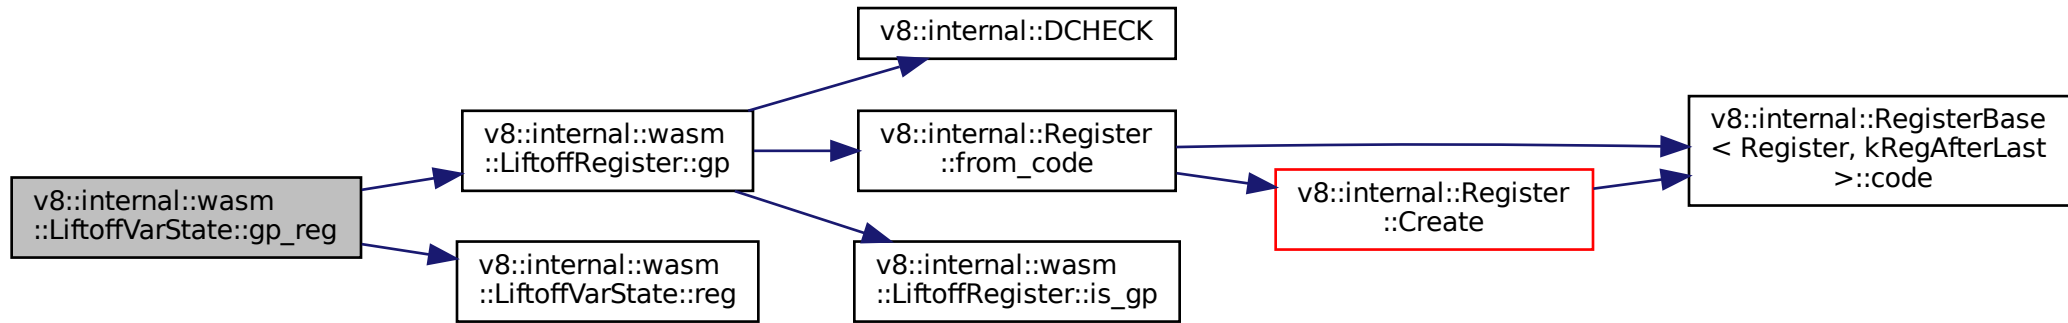 v8::internal::wasm
::LiftoffVarState::gp_reg
v8::internal::wasm
::LiftoffRegister::gp
v8::internal::wasm
::LiftoffVarState::reg
v8::internal::DCHECK
v8::internal::Register
::from_code
v8::internal::wasm
::LiftoffRegister::is_gp
v8::internal::Register
::Create
v8::internal::RegisterBase
< Register, kRegAfterLast
>::code